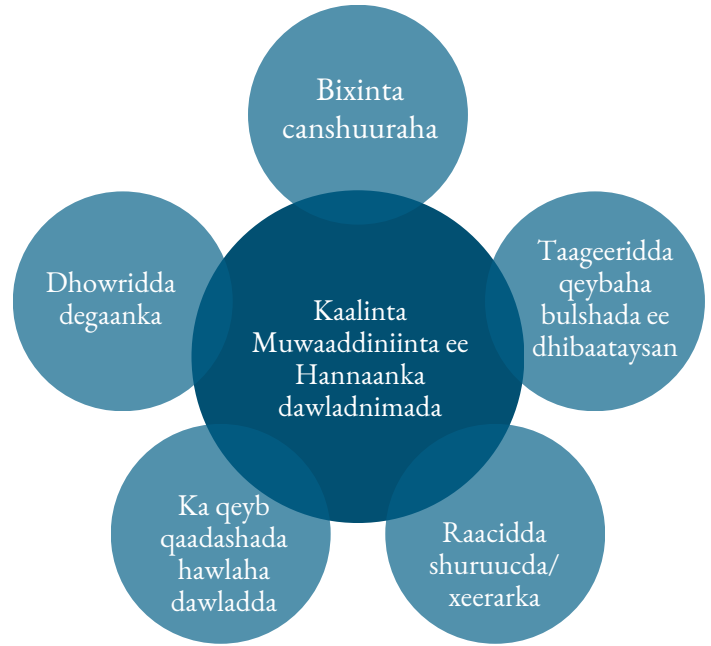 Bixinta
canshuuraha
Taageeridda
qeybaha
bulshada ee
dhibaataysan
Dhowridda
degaanka
Kaalinta
Muwaaddiniinta ee
Hannaanka
dawladnimada
Ka qeyb
qaadashada
hawlaha
dawladda
Raacidda
shuruucda/
xeerarka